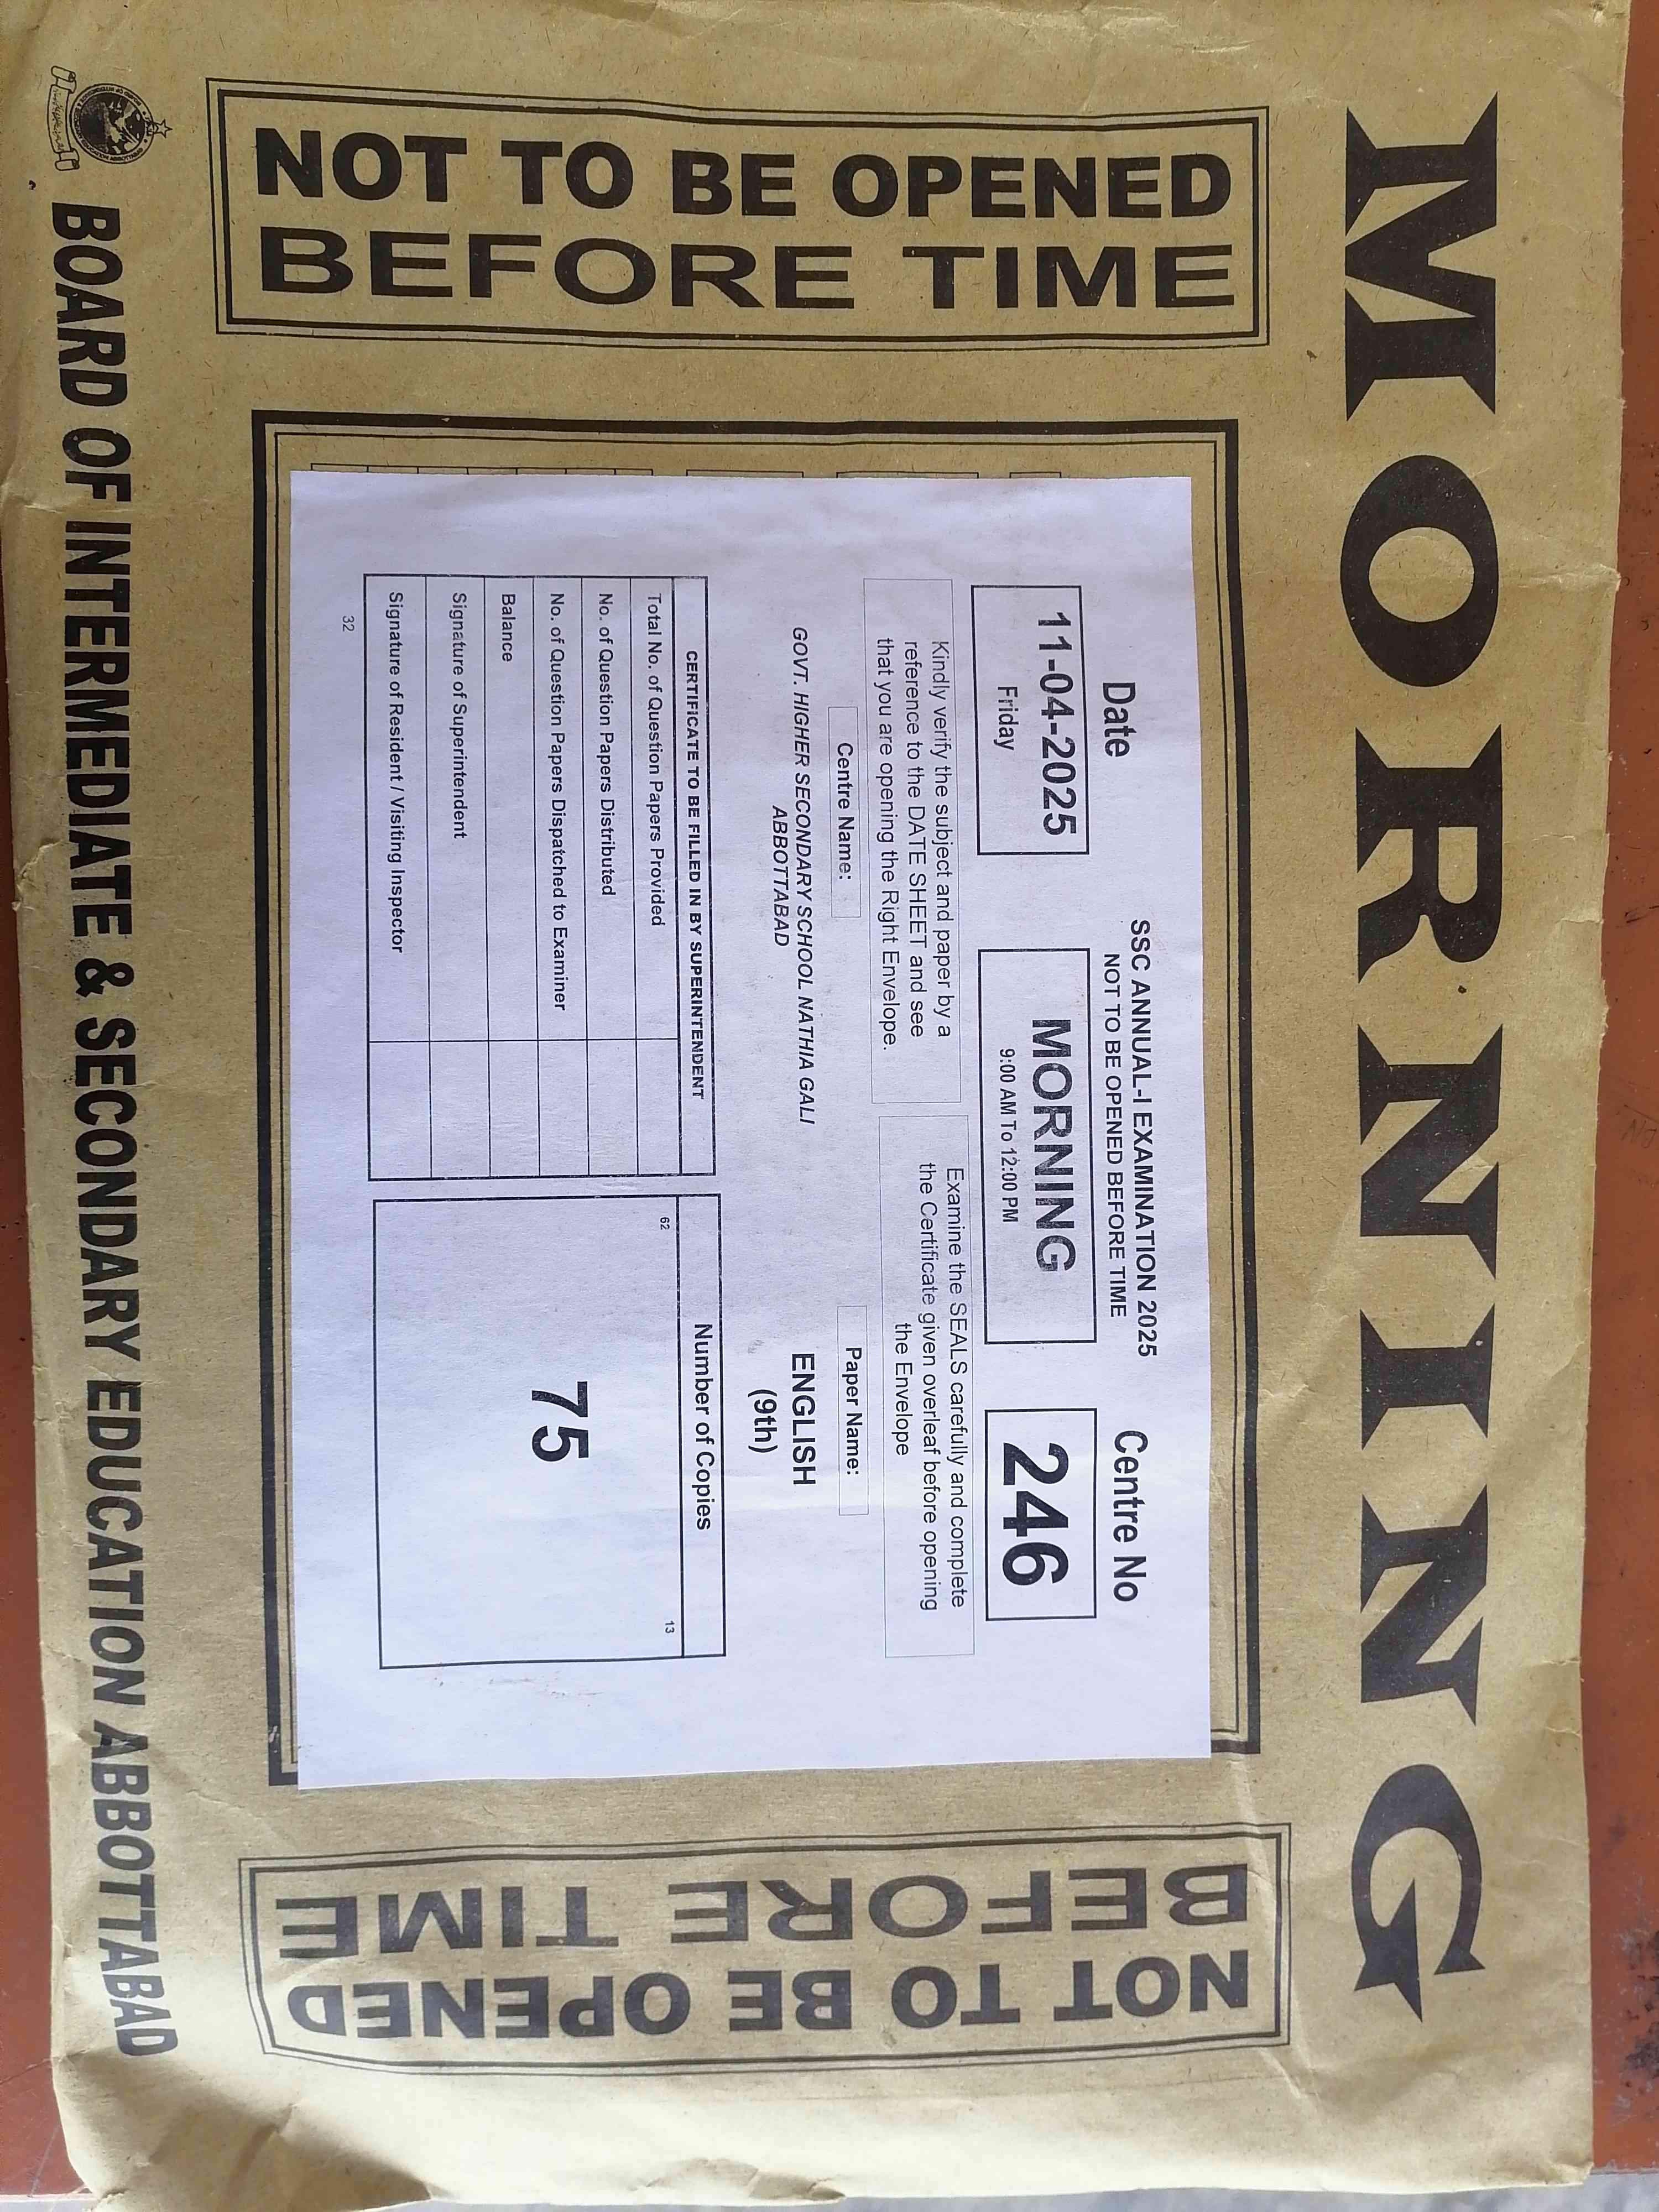 MORNING
NOT TO BE OPENED
BEFORE TIME
SSC ANNUAL-I EXAMINATION 2025
NOT TO BE OPENED BEFORE TIME
Date
11-04-2025
Friday
MORNING
9:00 AM To 12:00 PM
Centre No
246
Kindly verify the subject and paper by a
reference to the DATE SHEET and see
that you are opening the Right Envelope.
Examine the SEALS carefully and complete
the Certificate given overleaf before opening
the Envelope
Centre Name:
GOVT. HIGHER SECONDARY SCHOOL NATHIA GALI
ABBOTTABAD
Paper Name:
ENGLISH
(9th)
CERTIFICATE TO BE FILLED IN BY SUPERINTENDENT
Total No. of Question Papers Provided
No. of Question Papers Distributed
No. of Question Papers Dispatched to Examiner
Balance
Signature of Superintendent
Signature of Resident / Visiting Inspector
32
Number of Copies
62
13
75
NOT TO BE OPENED
BEFORE TIME
BOARD OF INTERMEDIATE & SECONDARY EDUCATION ABBOTTABAD